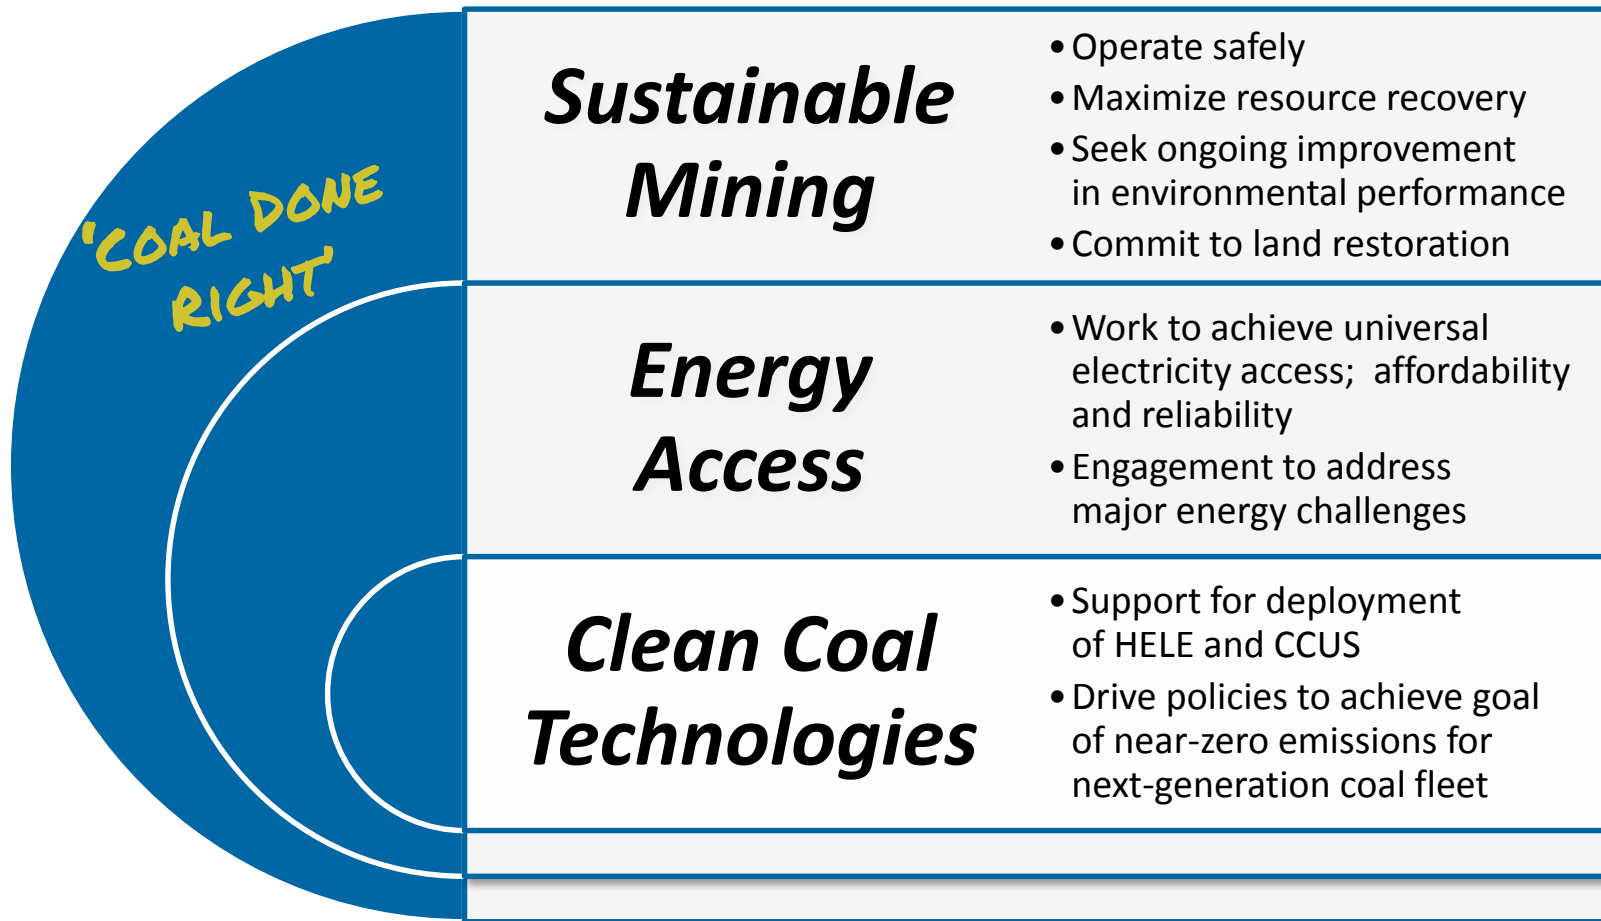 'COAL DONE
RIGHT'
Sustainable
Mining
• Operate safely
• Maximize resource recovery
• Seek ongoing improvement
in environmental performance
• Commit to land restoration
Energy
Access
• Work to achieve universal
electricity access;  affordability
and reliability
• Engagement to address
major energy challenges
Clean Coal
Technologies
• Support for deployment
of HELE and CCUS
• Drive policies to achieve goal
of near-zero emissions for
next-generation coal fleet